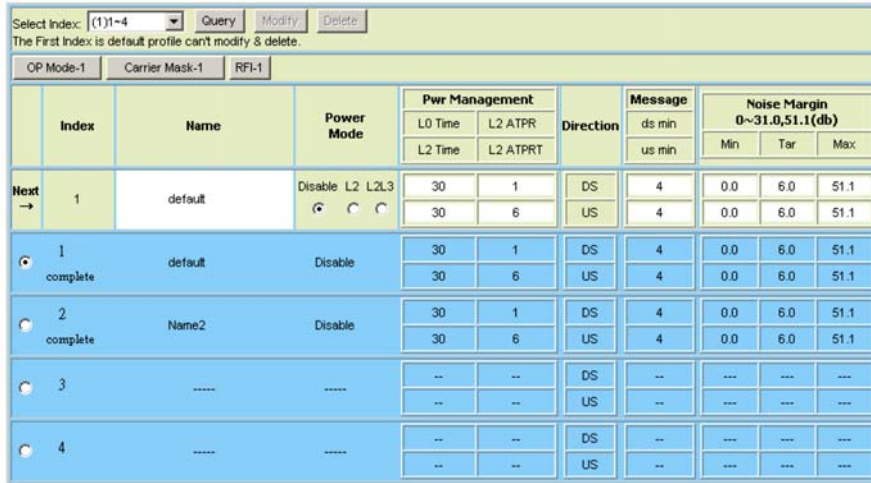 Select Index: (1)1~4 Query Modify Delete
The First Index is default profile can't modify & delete.
OP Mode-1 Carrier Mask-1 RFI-1
Index Name Power Mode Pwr Management Direction Message Noise Margin
0~31.0,51.1(db)
L0 Time L2 ATPR ds min
L2 Time L2 ATPRT us min Min Tar Max
Next → 1 default Disable L2 L2L3 30 1 DS 4 0.0 6.0 51.1
30 6 US 4 0.0 6.0 51.1
1 complete default Disable 30 1 DS 4 0.0 6.0 51.1
30 6 US 4 0.0 6.0 51.1
2 complete Name2 Disable 30 1 DS 4 0.0 6.0 51.1
30 6 US 4 0.0 6.0 51.1
3 ----- ----- -- -- DS -- --- --- ---
-- -- US -- --- --- ---
4 ----- ----- -- -- DS -- --- --- ---
-- -- US -- --- --- ---